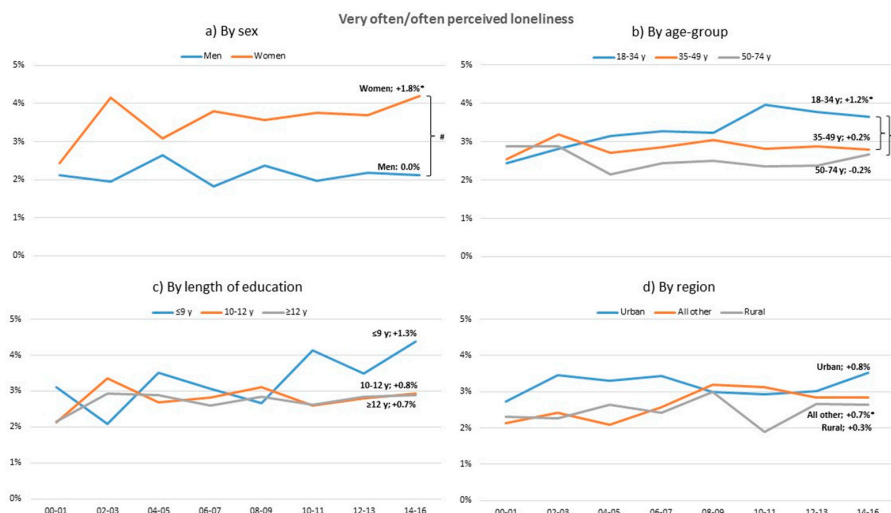 Very often/often perceived loneliness
a) By sex
Men Women
5%
4%
3%
2%
1%
0%
Women; +1.8%*
#
Men: 0.0%
b) By age-group
18-34 y 35-49 y 50-74 y
5%
4%
3%
2%
1%
0%
18-34 y; +1.2%*
35-49 y; +0.2%
50-74 y; -0.2%
c) By length of education
≤9 y 10-12 y ≥12 y
5%
4%
3%
2%
1%
0%
≤9 y; +1.3%
10-12 y; +0.8%
≥12 y; +0.7%
00-01 02-03 04-05 06-07 08-09 10-11 12-13 14-16
d) By region
Urban All other Rural
5%
4%
3%
2%
1%
0%
Urban; +0.8%
All other; +0.7%*
Rural; +0.3%
00-01 02-03 04-05 06-07 08-09 10-11 12-13 14-16